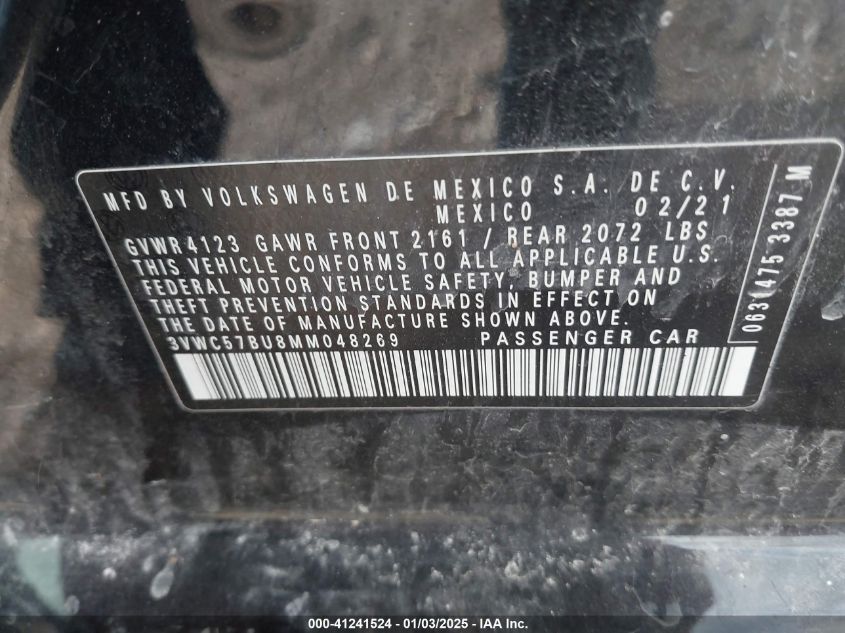 MFD BY VOLKSWAGEN DE MEXICO S.A. DE C.V.
MEXICO 02/21
GVWR4123 GAWR FRONT 2161 / REAR 2072 LBS
THIS VEHICLE CONFORMS TO ALL APPLICABLE U.S.
FEDERAL MOTOR VEHICLE SAFETY, BUMPER AND
THEFT PREVENTION STANDARDS IN EFFECT ON
THE DATE OF MANUFACTURE SHOWN ABOVE.
3VWC57BU8MM048269 PASSENGER CAR
0631475 3387 M
000-41241524 | 01/03/2025 | IAA Inc.